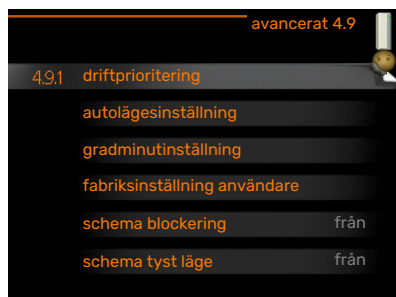 avancerat 4.9
4.9.1 driftprioritering
autolägesinställning
gradminutinställning
fabriksinställning användare
schema blockering från
schema tyst läge från